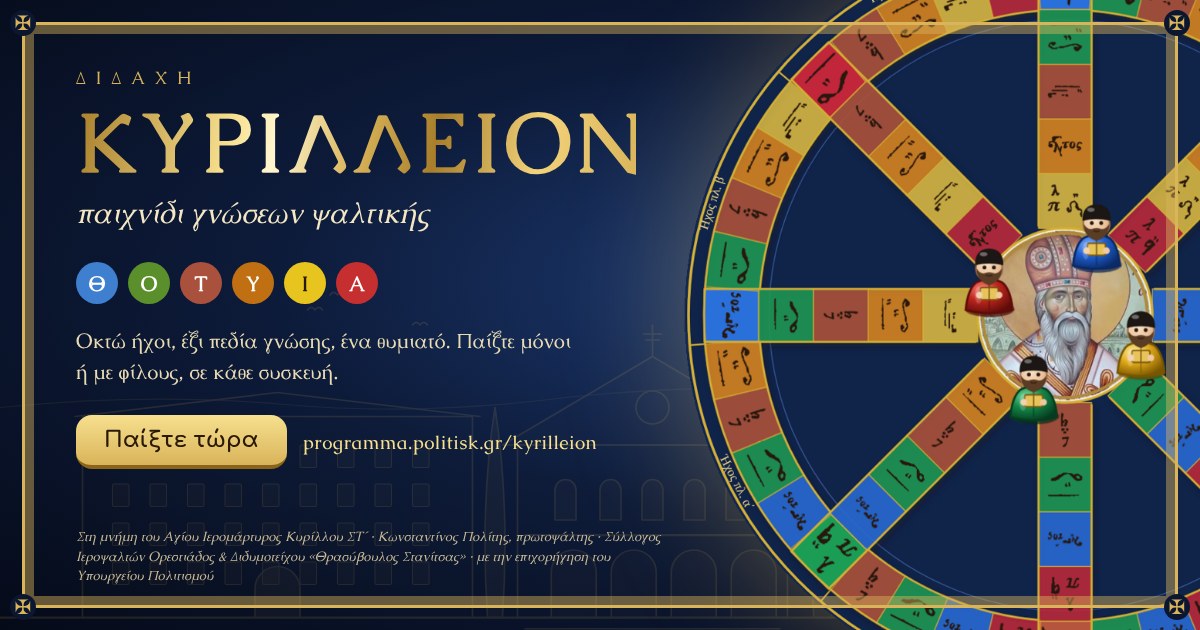 ΔΙΔΑΧΗ
ΚΥΡΙΛΛΕΙΟΝ
παιχνίδι γνώσεων ψαλτικής
Θ Ο Τ Υ Ι Α
Οκτώ ήχοι, έξι πεδία γνώσης, ένα θυμιατό. Παίξτε μόνοι
ή με φίλους, σε κάθε συσκευή.
Παίξτε τώρα
programma.politisk.gr/kyrilleion
Στη μνήμη του Αγίου Ιερομάρτυρος Κυρίλλου ΣΤ΄ · Κωνσταντίνος Πολίτης, πρωτοψάλτης · Σύλλογος
Ιεροψαλτών Ορεστιάδος & Διδυμοτείχου «Θρασύβουλος Στανίτσας» · με την επιχορήγηση του
Υπουργείου Πολιτισμού
Ήχος πλ. β
Ήχος πλ. α΄